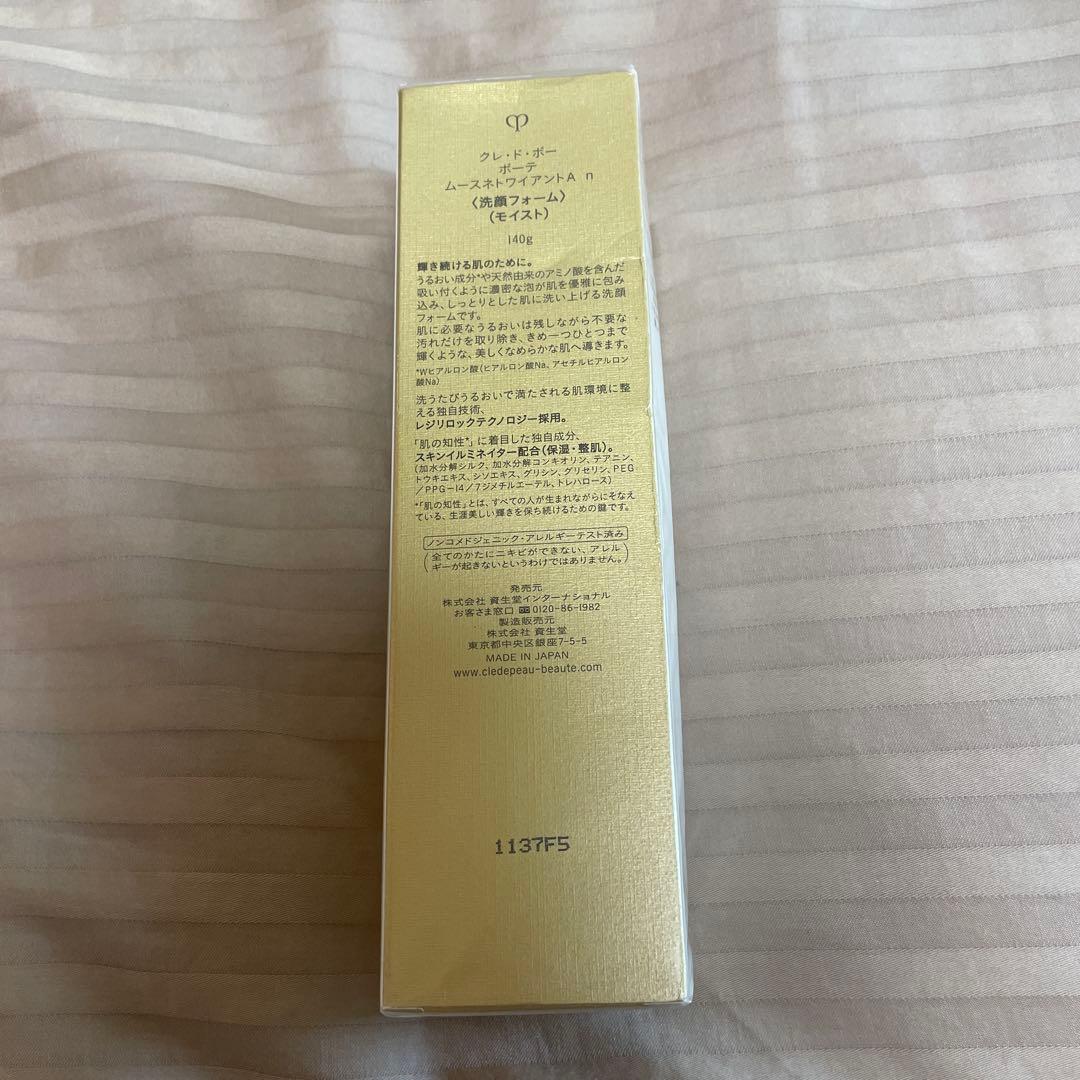 クレ・ド・ポー
ボーテ
ムースネトワイアントA n
〈洗顔フォーム〉
(モイスト)
140g
輝き続ける肌のために。
うるおい成分*や天然由来のアミノ酸を含んだ
吸い付くように濃密な泡が肌を優雅に包み
込み、しっとりとした肌に洗い上げる洗顔
フォームです。
肌に必要なうるおいは残しながら不要な
汚れだけを取り除き、きめ一つひとつまで
輝くような、美しくなめらかな肌へ導きます。
*Wヒアルロン酸(ヒアルロン酸Na、アセチルヒアルロン
酸Na)
洗うたびうるおいで満たされる肌環境に整
える独自技術、
レジリロックテクノロジー採用。
「肌の知性*」に着目した独自成分、
スキンイルミネイター配合(保湿・整肌)。
(加水分解シルク、加水分解コンキオリン、テアニン、
トウキエキス、シソエキス、グリシン、グリセリン、PEG
/PPG-14/7ジメチルエーテル、トレハロース)
*「肌の知性」とは、すべての人が生まれながらにそなえ
ている、生涯美しい輝きを保ち続けるための鍵です。
ノンコメドジェニック・アレルギーテスト済み
(全てのかたにニキビができない、アレル
ギーが起きないというわけではありません。)
発売元
株式会社 資生堂インターナショナル
お客さま窓口 0120-86-1982
製造販売元
株式会社 資生堂
東京都中央区銀座7-5-5
MADE IN JAPAN
www.cledepeau-beaute.com
1137F5